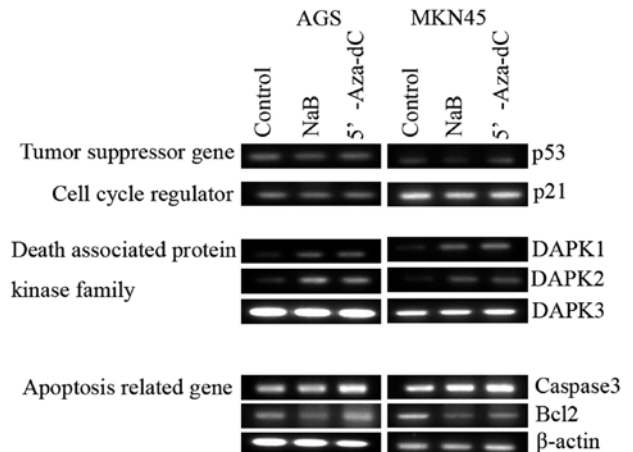 AGS MKN45
Control NaB 5' -Aza-dC Control NaB 5' -Aza-dC
Tumor suppressor gene p53
Cell cycle regulator p21
Death associated protein DAPK1
kinase family DAPK2
DAPK3
Apoptosis related gene Caspase3
Bcl2
β-actin